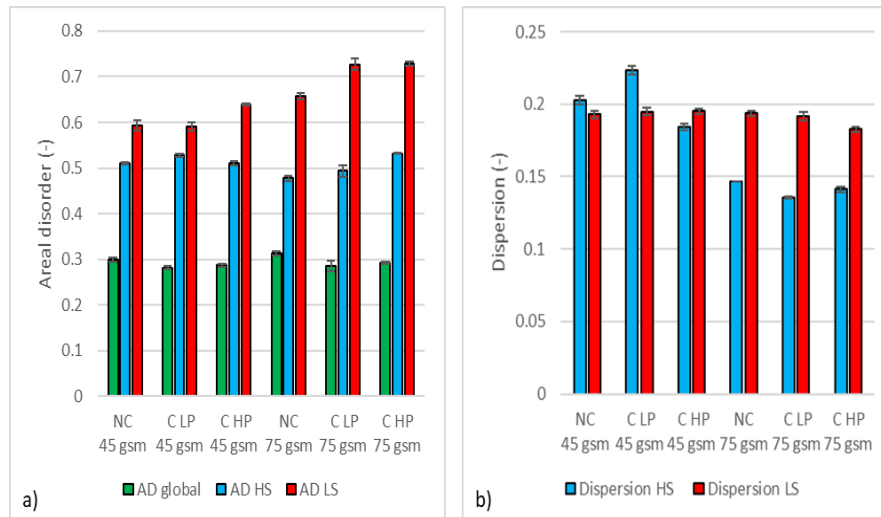 0.8
0.7
0.6
0.5
0.4
0.3
0.2
0.1
0
Areal disorder (-)
NC C LP C HP NC C LP C HP
45 gsm 45 gsm 45 gsm 75 gsm 75 gsm 75 gsm
AD global AD HS AD LS
a)
0.25
0.2
0.15
0.1
0.05
0
Dispersion (-)
NC C LP C HP NC C LP C HP
45 gsm 45 gsm 45 gsm 75 gsm 75 gsm 75 gsm
Dispersion HS Dispersion LS
b)